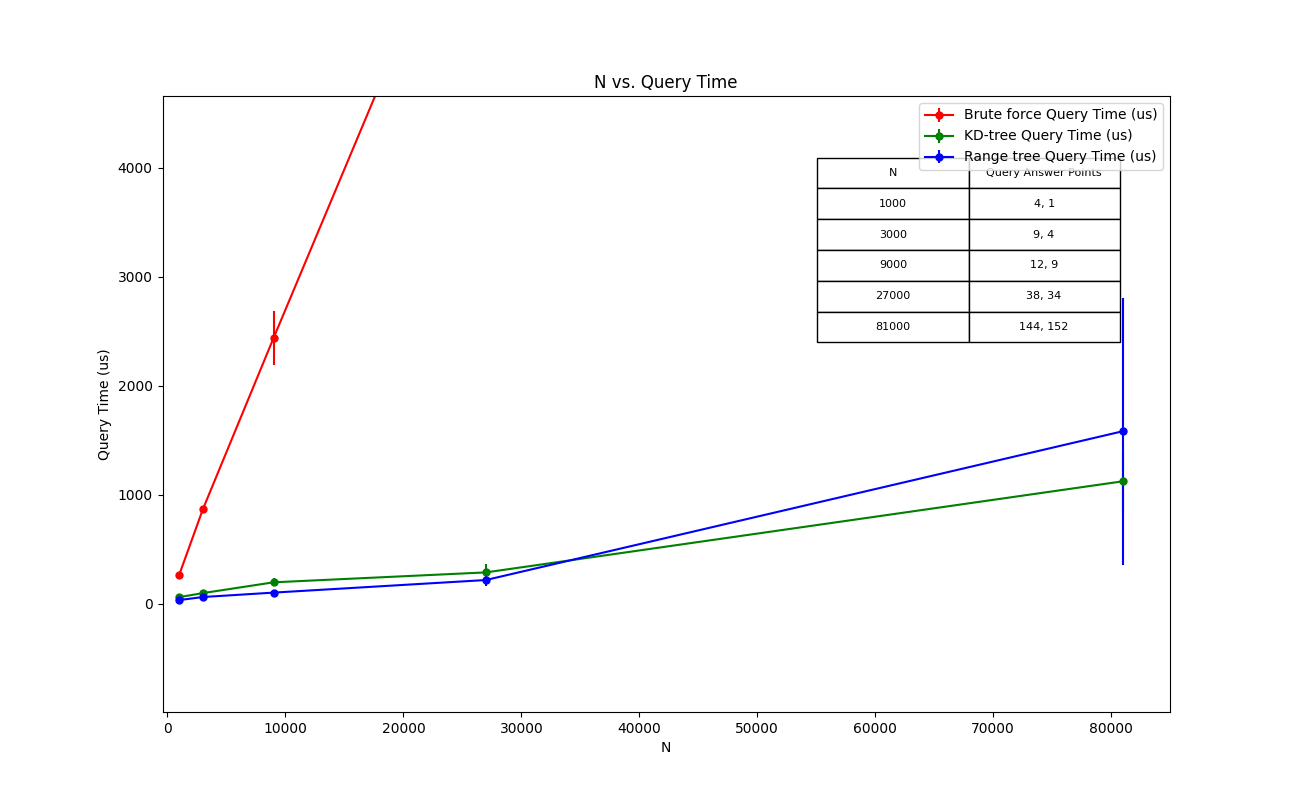 N vs. Query Time
Brute force Query Time (us)
KD-tree Query Time (us)
Range tree Query Time (us)
N Query Answer Points
1000 4, 1
3000 9, 4
9000 12, 9
27000 38, 34
81000 144, 152
Query Time (us)
4000
3000
2000
1000
0
0 10000 20000 30000 40000 50000 60000 70000 80000
N